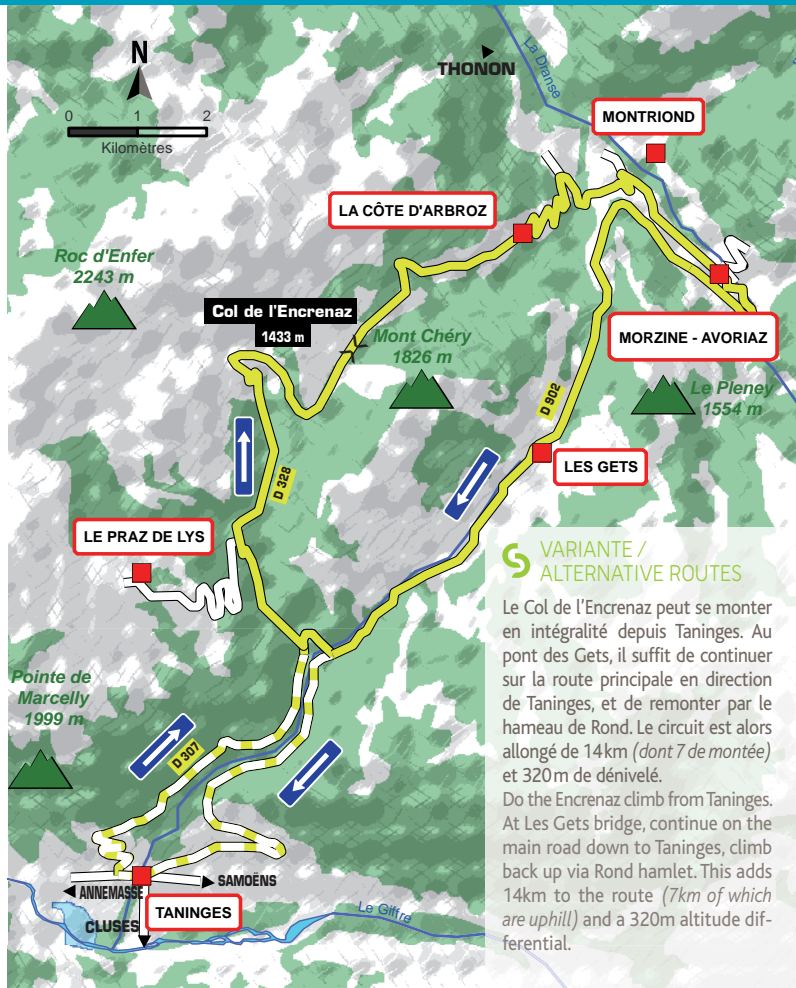 N
THONON
La Dranse
0 1 2
Kilomètres
MONTRIOND
LA CÔTE D'ARBROZ
Roc d'Enfer
2243 m
Col de l'Encrenaz
1433 m
Mont Chéry
1826 m
MORZINE - AVORIAZ
Le Pleney
1554 m
D 902
LES GETS
D 328
LE PRAZ DE LYS
VARIANTE /
ALTERNATIVE ROUTES
Le Col de l'Encrenaz peut se monter
en intégralité depuis Taninges. Au
pont des Gets, il suffit de continuer
sur la route principale en direction
de Taninges, et de remonter par le
hameau de Rond. Le circuit est alors
allongé de 14km (dont 7 de montée)
et 320m de dénivelé.
Do the Encrenaz climb from Taninges.
At Les Gets bridge, continue on the
main road down to Taninges, climb
back up via Rond hamlet. This adds
14km to the route (7km of which
are uphill) and a 320m altitude dif-
ferential.
Pointe de
Marcelly
1999 m
D 307
ANNEMASSE
SAMOËNS
CLUSES
TANINGES
Le Giffre